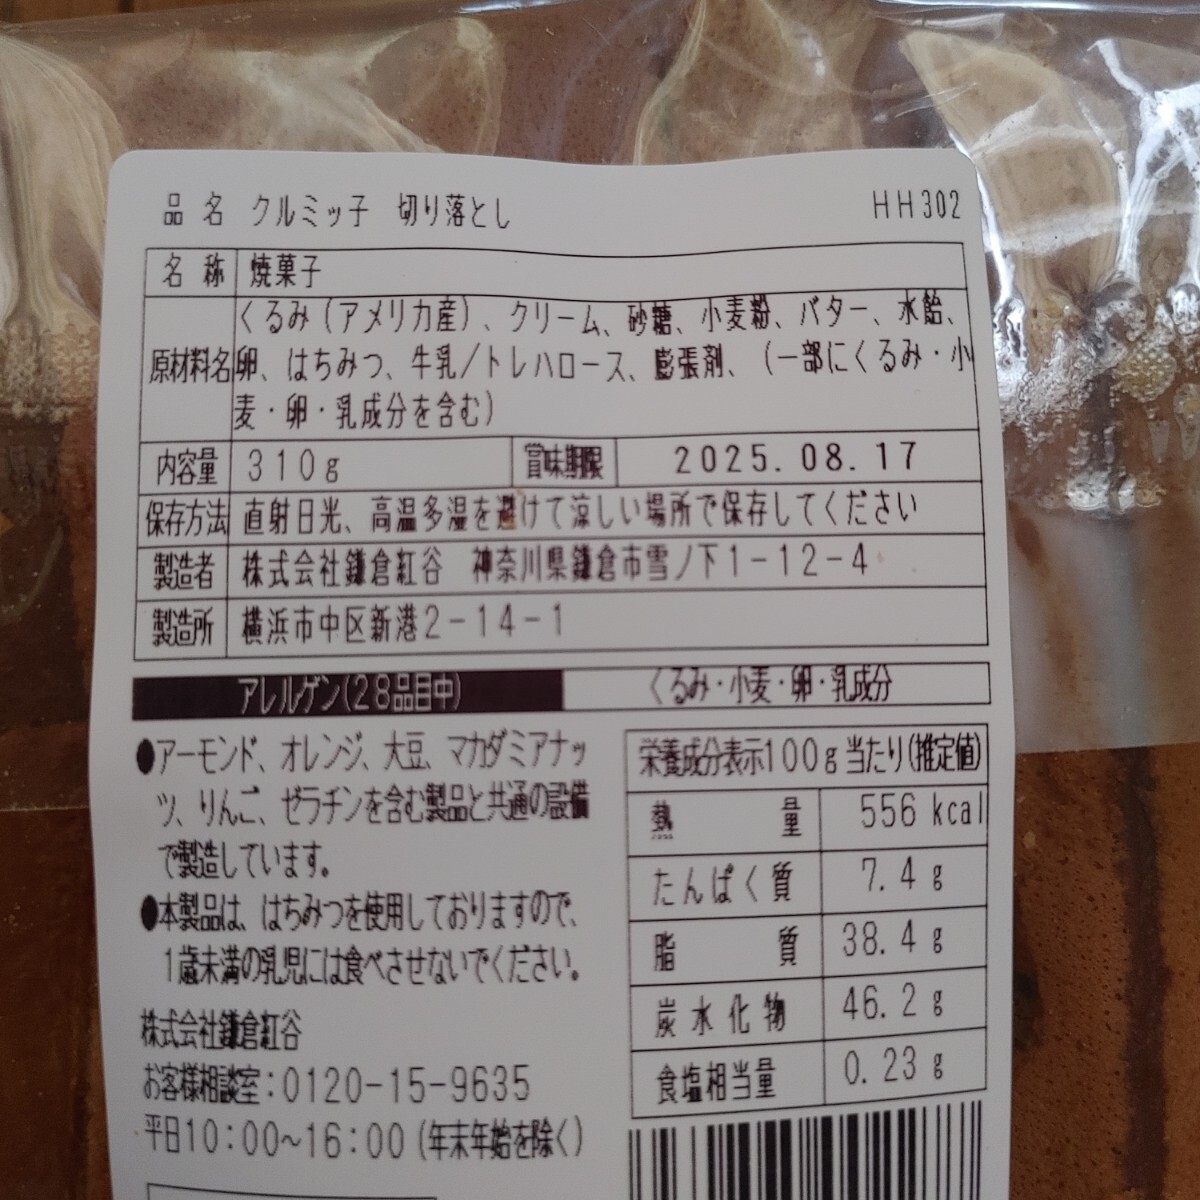 品名 クルミッ子 切り落とし HH302
名称 焼菓子
原材料名 くるみ(アメリカ産)、クリーム、砂糖、小麦粉、バター、水飴、
卵、はちみつ、牛乳/トレハロース、膨張剤、(一部にくるみ・小
麦・卵・乳成分を含む)
内容量 310g 賞味期限 2025.08.17
保存方法 直射日光、高温多湿を避けて涼しい場所で保存してください
製造者 株式会社鎌倉紅谷 神奈川県鎌倉市雪ノ下1-12-4
製造所 横浜市中区新港2-14-1
アレルゲン(28品目中) くるみ・小麦・卵・乳成分
●アーモンド、オレンジ、大豆、マカダミアナッ
ツ、りんご、ゼラチンを含む製品と共通の設備
で製造しています。
●本製品は、はちみつを使用しておりますので、
1歳未満の乳児には食べさせないでください。
株式会社鎌倉紅谷
お客様相談室:0120-15-9635
平日10:00~16:00(年末年始を除く)
栄養成分表示100g当たり(推定値)
熱量 556kcal
たんぱく質 7.4g
脂質 38.4g
炭水化物 46.2g
食塩相当量 0.23g